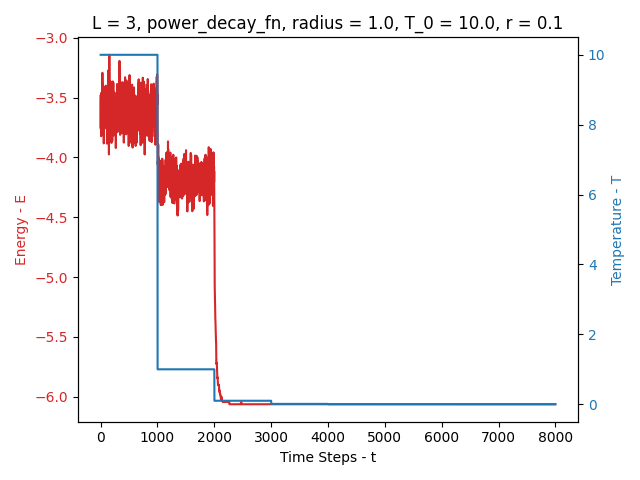 L = 3, power_decay_fn, radius = 1.0, T_0 = 10.0, r = 0.1
−3.0
−3.5
−4.0
−4.5
−5.0
−5.5
−6.0
Energy - E
10
8
6
4
2
0
Temperature - T
0 1000 2000 3000 4000 5000 6000 7000 8000
Time Steps - t